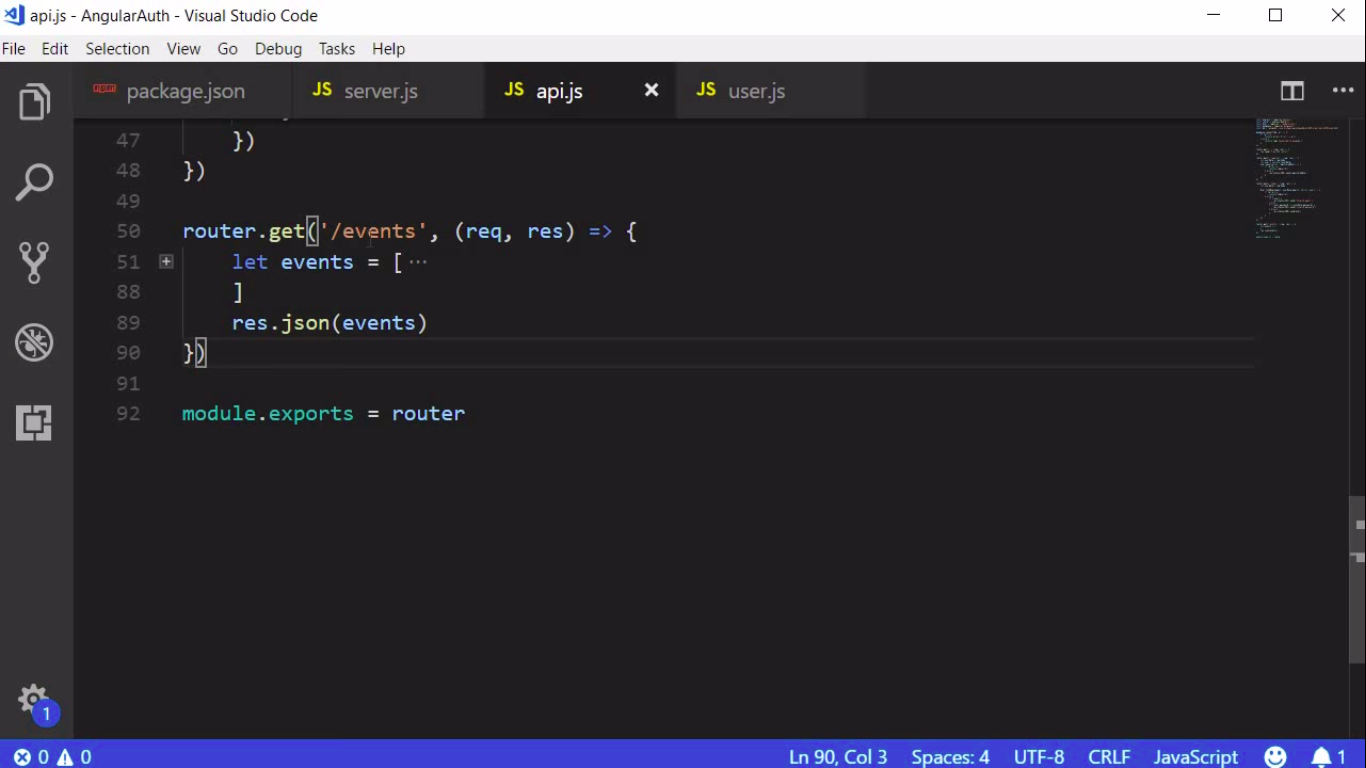 api.js - AngularAuth - Visual Studio Code
File Edit Selection View Go Debug Tasks Help
package.json JS server.js JS api.js JS user.js
47 })
48 })
49
50 router.get('/events', (req, res) => {
51 let events = [ ...
88 ]
89 res.json(events)
90 })
91
92 module.exports = router
1
0 0 Ln 90, Col 3 Spaces: 4 UTF-8 CRLF JavaScript 1